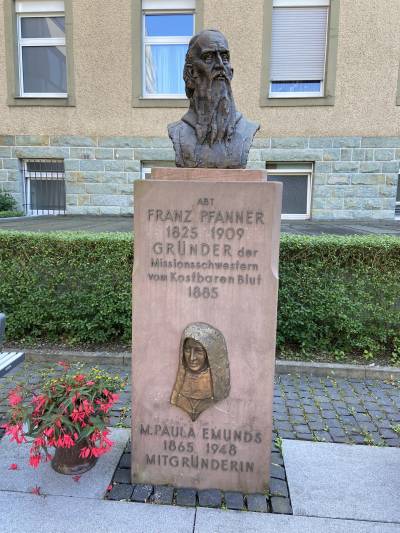 ABT
FRANZ PFANNER
1825 1909
GRÜNDER der
Missionsschwestern
vom Kostbaren Blut
1885
M. PAULA EMUNDS
1865 1948
MITGRÜNDERIN